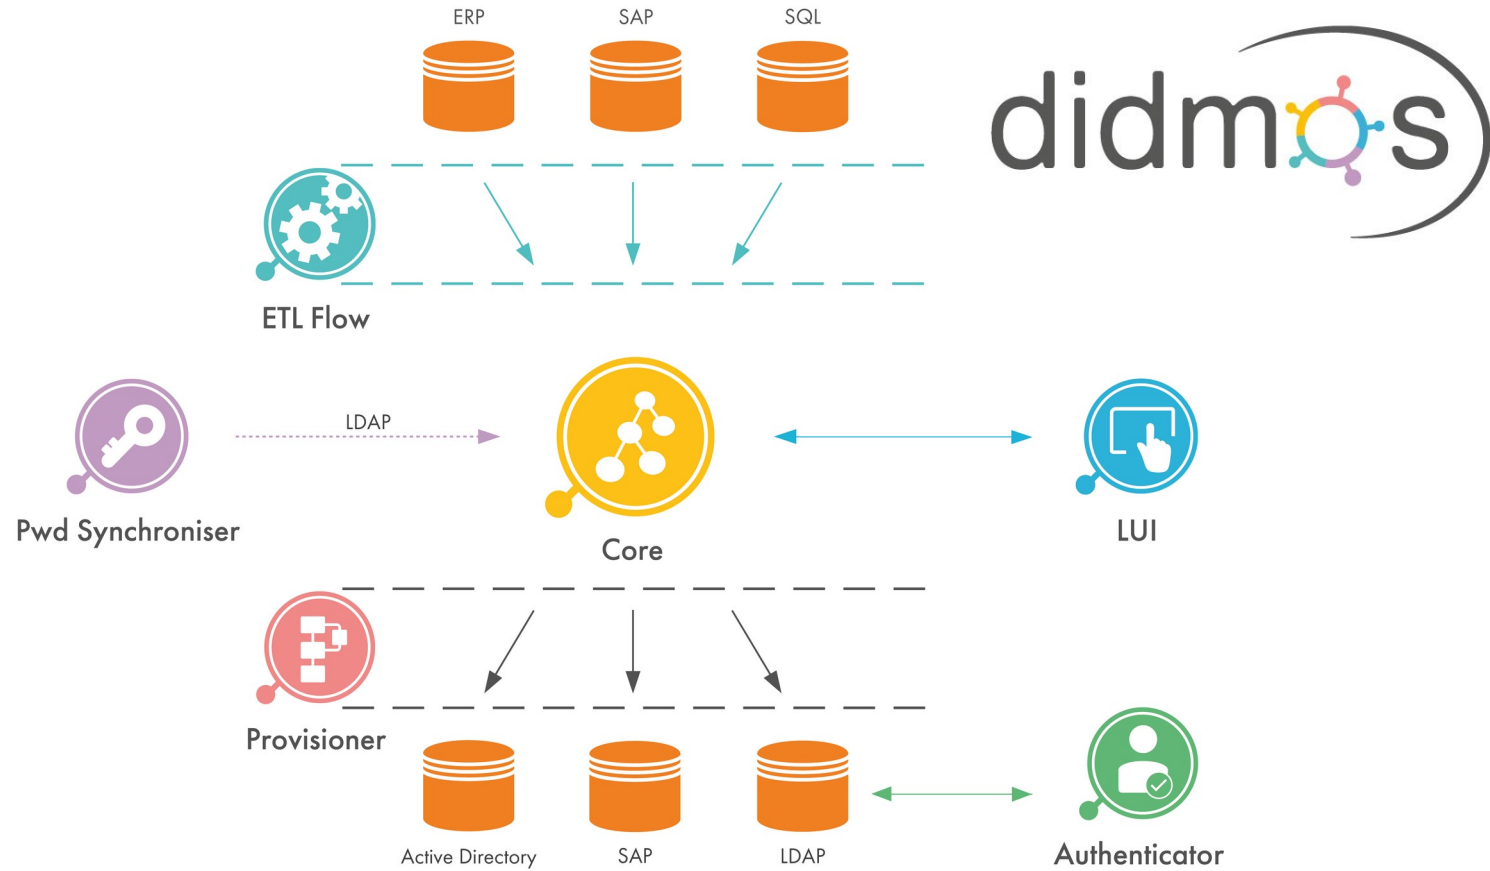 ERP
SAP
SQL
didmos
ETL Flow
LDAP
Pwd Synchroniser
Core
LUI
Provisioner
Active Directory
SAP
LDAP
Authenticator